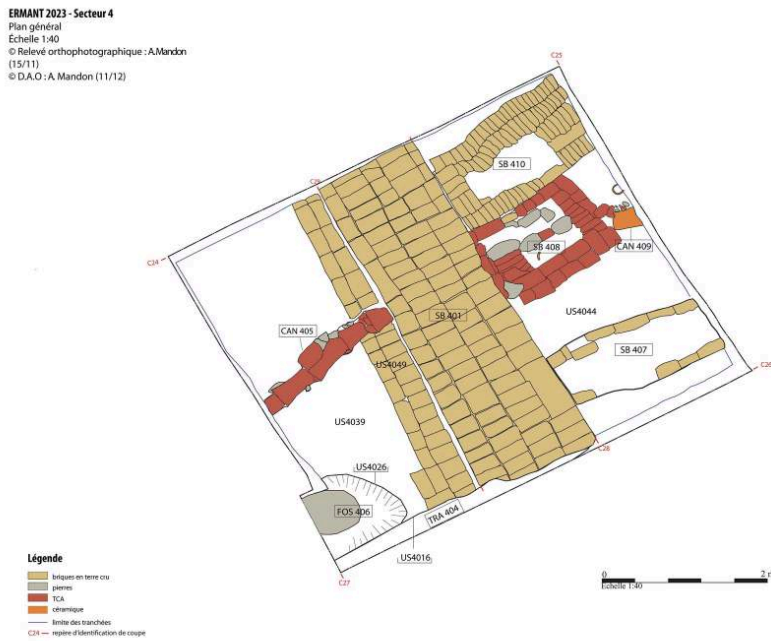 ERMANT 2023 - Secteur 4
Plan général
Échelle 1:40
© Relevé orthophotographique : A.Mandon
(15/11)
© D.A.O : A. Mandon (11/12)
C25
SB 410
C28
CAN 409
SB 408
C24
US4044
SB 401
CAN 405
SB 407
US4049
C26
US4039
C28
US4026
FOS 406
TRA 404
US4016
C27
Légende
briques en terre cru
pierres
TCA
céramique
limite des tranchées
C24 repère d'identification de coupe
0 2 m
Echelle 1:40